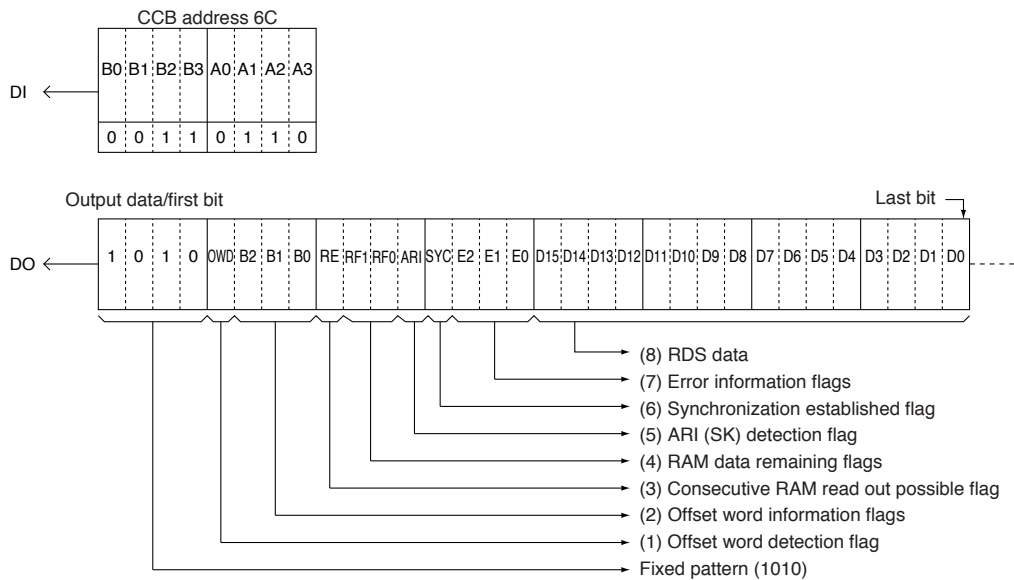 CCB address 6C
B0 B1 B2 B3 A0 A1 A2 A3
DI
0 0 1 1 0 1 1 0
Output data/first bit
Last bit
DO
1 0 1 0 OWD B2 B1 B0 RE RF1 RF0 ARI SYC E2 E1 E0 D15 D14 D13 D12 D11 D10 D9 D8 D7 D6 D5 D4 D3 D2 D1 D0
(8) RDS data
(7) Error information flags
(6) Synchronization established flag
(5) ARI (SK) detection flag
(4) RAM data remaining flags
(3) Consecutive RAM read out possible flag
(2) Offset word information flags
(1) Offset word detection flag
Fixed pattern (1010)